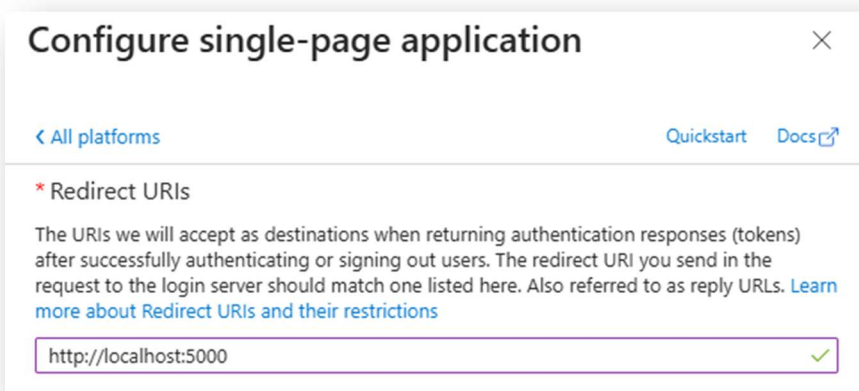 Configure single-page application
All platforms
Quickstart Docs
* Redirect URIs
The URIs we will accept as destinations when returning authentication responses (tokens)
after successfully authenticating or signing out users. The redirect URI you send in the
request to the login server should match one listed here. Also referred to as reply URLs. Learn
more about Redirect URIs and their restrictions
http://localhost:5000